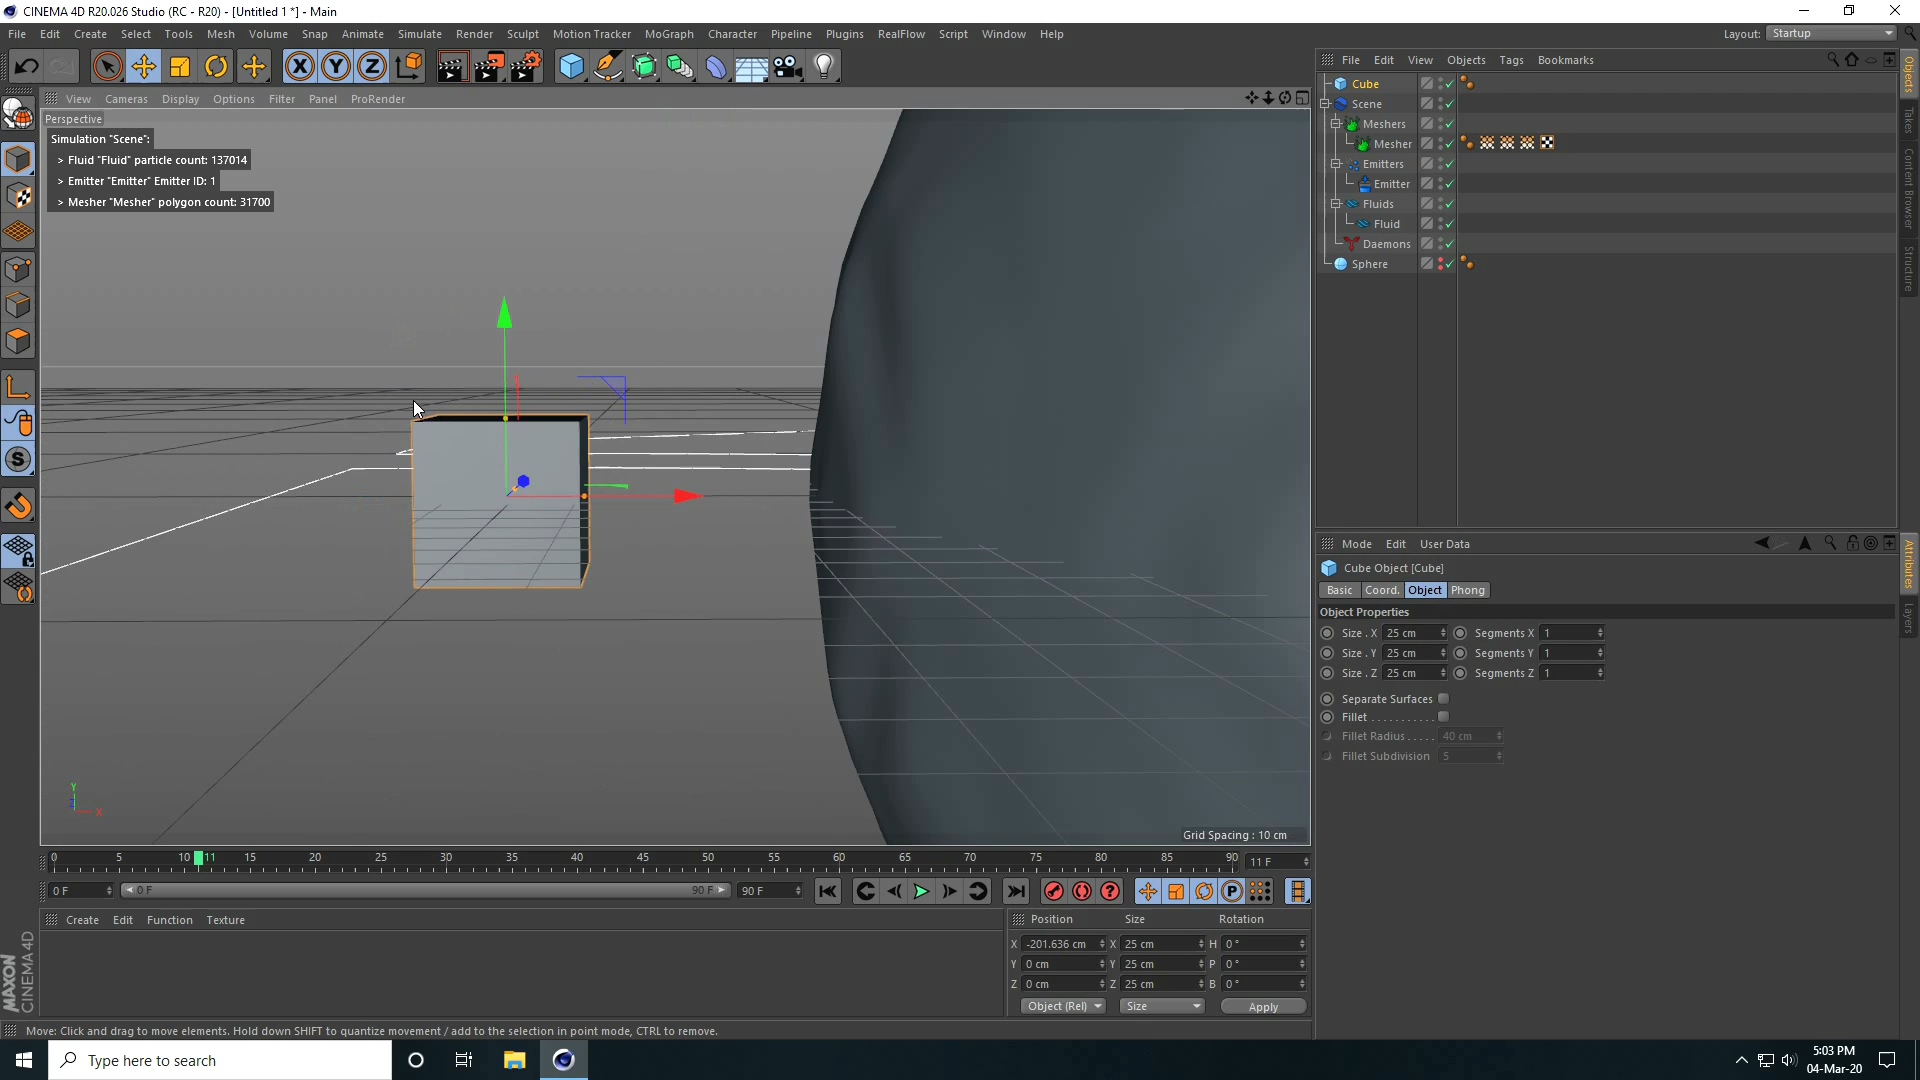 CINEMA 4D R20.026 Studio (RC - R20) - [Untitled 1 *] - Main
File Edit Create Select Tools Mesh Volume Snap Animate Simulate Render Sculpt Motion Tracker MoGraph Character Pipeline Plugins RealFlow Script Window Help
Layout: Startup
X Y Z
File Edit View Objects Tags Bookmarks
View Cameras Display Options Filter Panel ProRender
Perspective
Simulation "Scene":
> Fluid "Fluid" particle count: 137014
> Emitter "Emitter" Emitter ID: 1
> Mesher "Mesher" polygon count: 31700
Cube
Scene
Meshers
Mesher
Emitters
Emitter
Fluids
Fluid
Daemons
Sphere
Objects
Takes
Content Browser
Structure
Mode Edit User Data
Cube Object [Cube]
Basic Coord. Object Phong
Object Properties
Size . X 25 cm Segments X 1
Size . Y 25 cm Segments Y 1
Size . Z 25 cm Segments Z 1
Separate Surfaces
Fillet . . . . . . . . . . .
Fillet Radius . . . . . 40 cm
Fillet Subdivision 5
Attributes
Layers
S
Y
Z X
Grid Spacing : 10 cm
0 5 10 11 15 20 25 30 35 40 45 50 55 60 65 70 75 80 85 90 11 F
0 F 0 F 90 F 90 F P
Create Edit Function Texture
Position Size Rotation
X -201.636 cm X 25 cm H 0 °
Y 0 cm Y 25 cm P 0 °
Z 0 cm Z 25 cm B 0 °
Object (Rel) Size Apply
MAXON
CINEMA 4D
Move: Click and drag to move elements. Hold down SHIFT to quantize movement / add to the selection in point mode, CTRL to remove.
Type here to search
5:03 PM
04-Mar-20